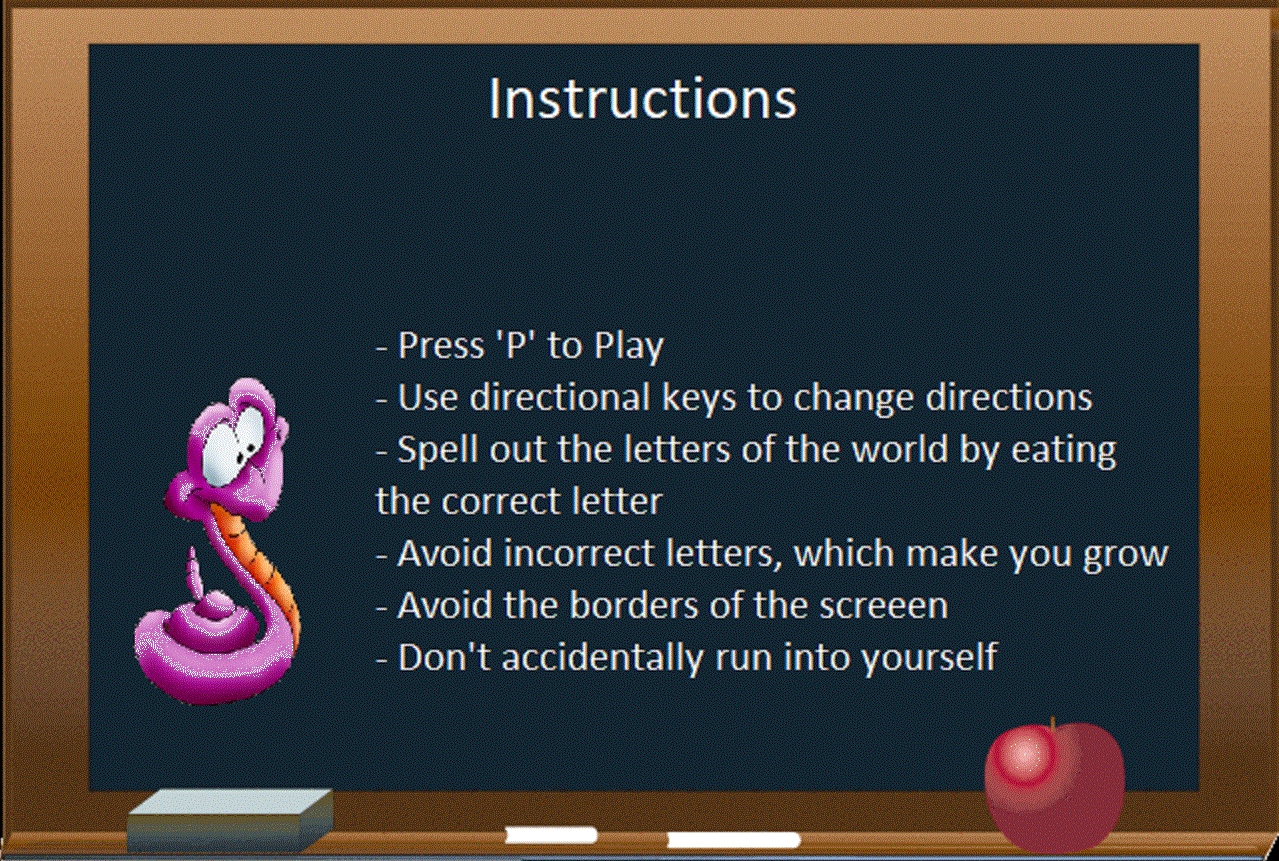 Instructions
- Press 'P' to Play
- Use directional keys to change directions
- Spell out the letters of the world by eating
the correct letter
- Avoid incorrect letters, which make you grow
- Avoid the borders of the screeen
- Don't accidentally run into yourself